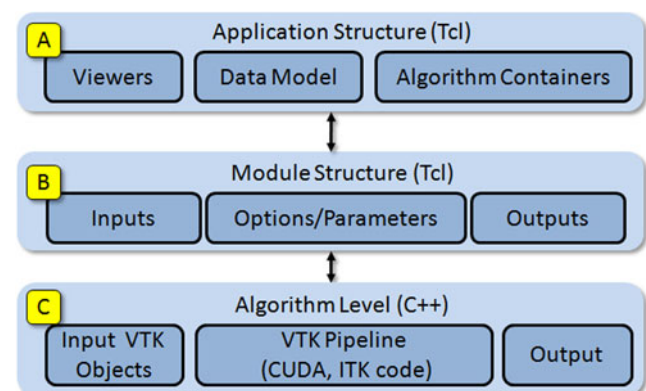 A
Application Structure (Tcl)
Viewers
Data Model
Algorithm Containers
B
Module Structure (Tcl)
Inputs
Options/Parameters
Outputs
C
Algorithm Level (C++)
Input VTK
Objects
VTK Pipeline
(CUDA, ITK code)
Output